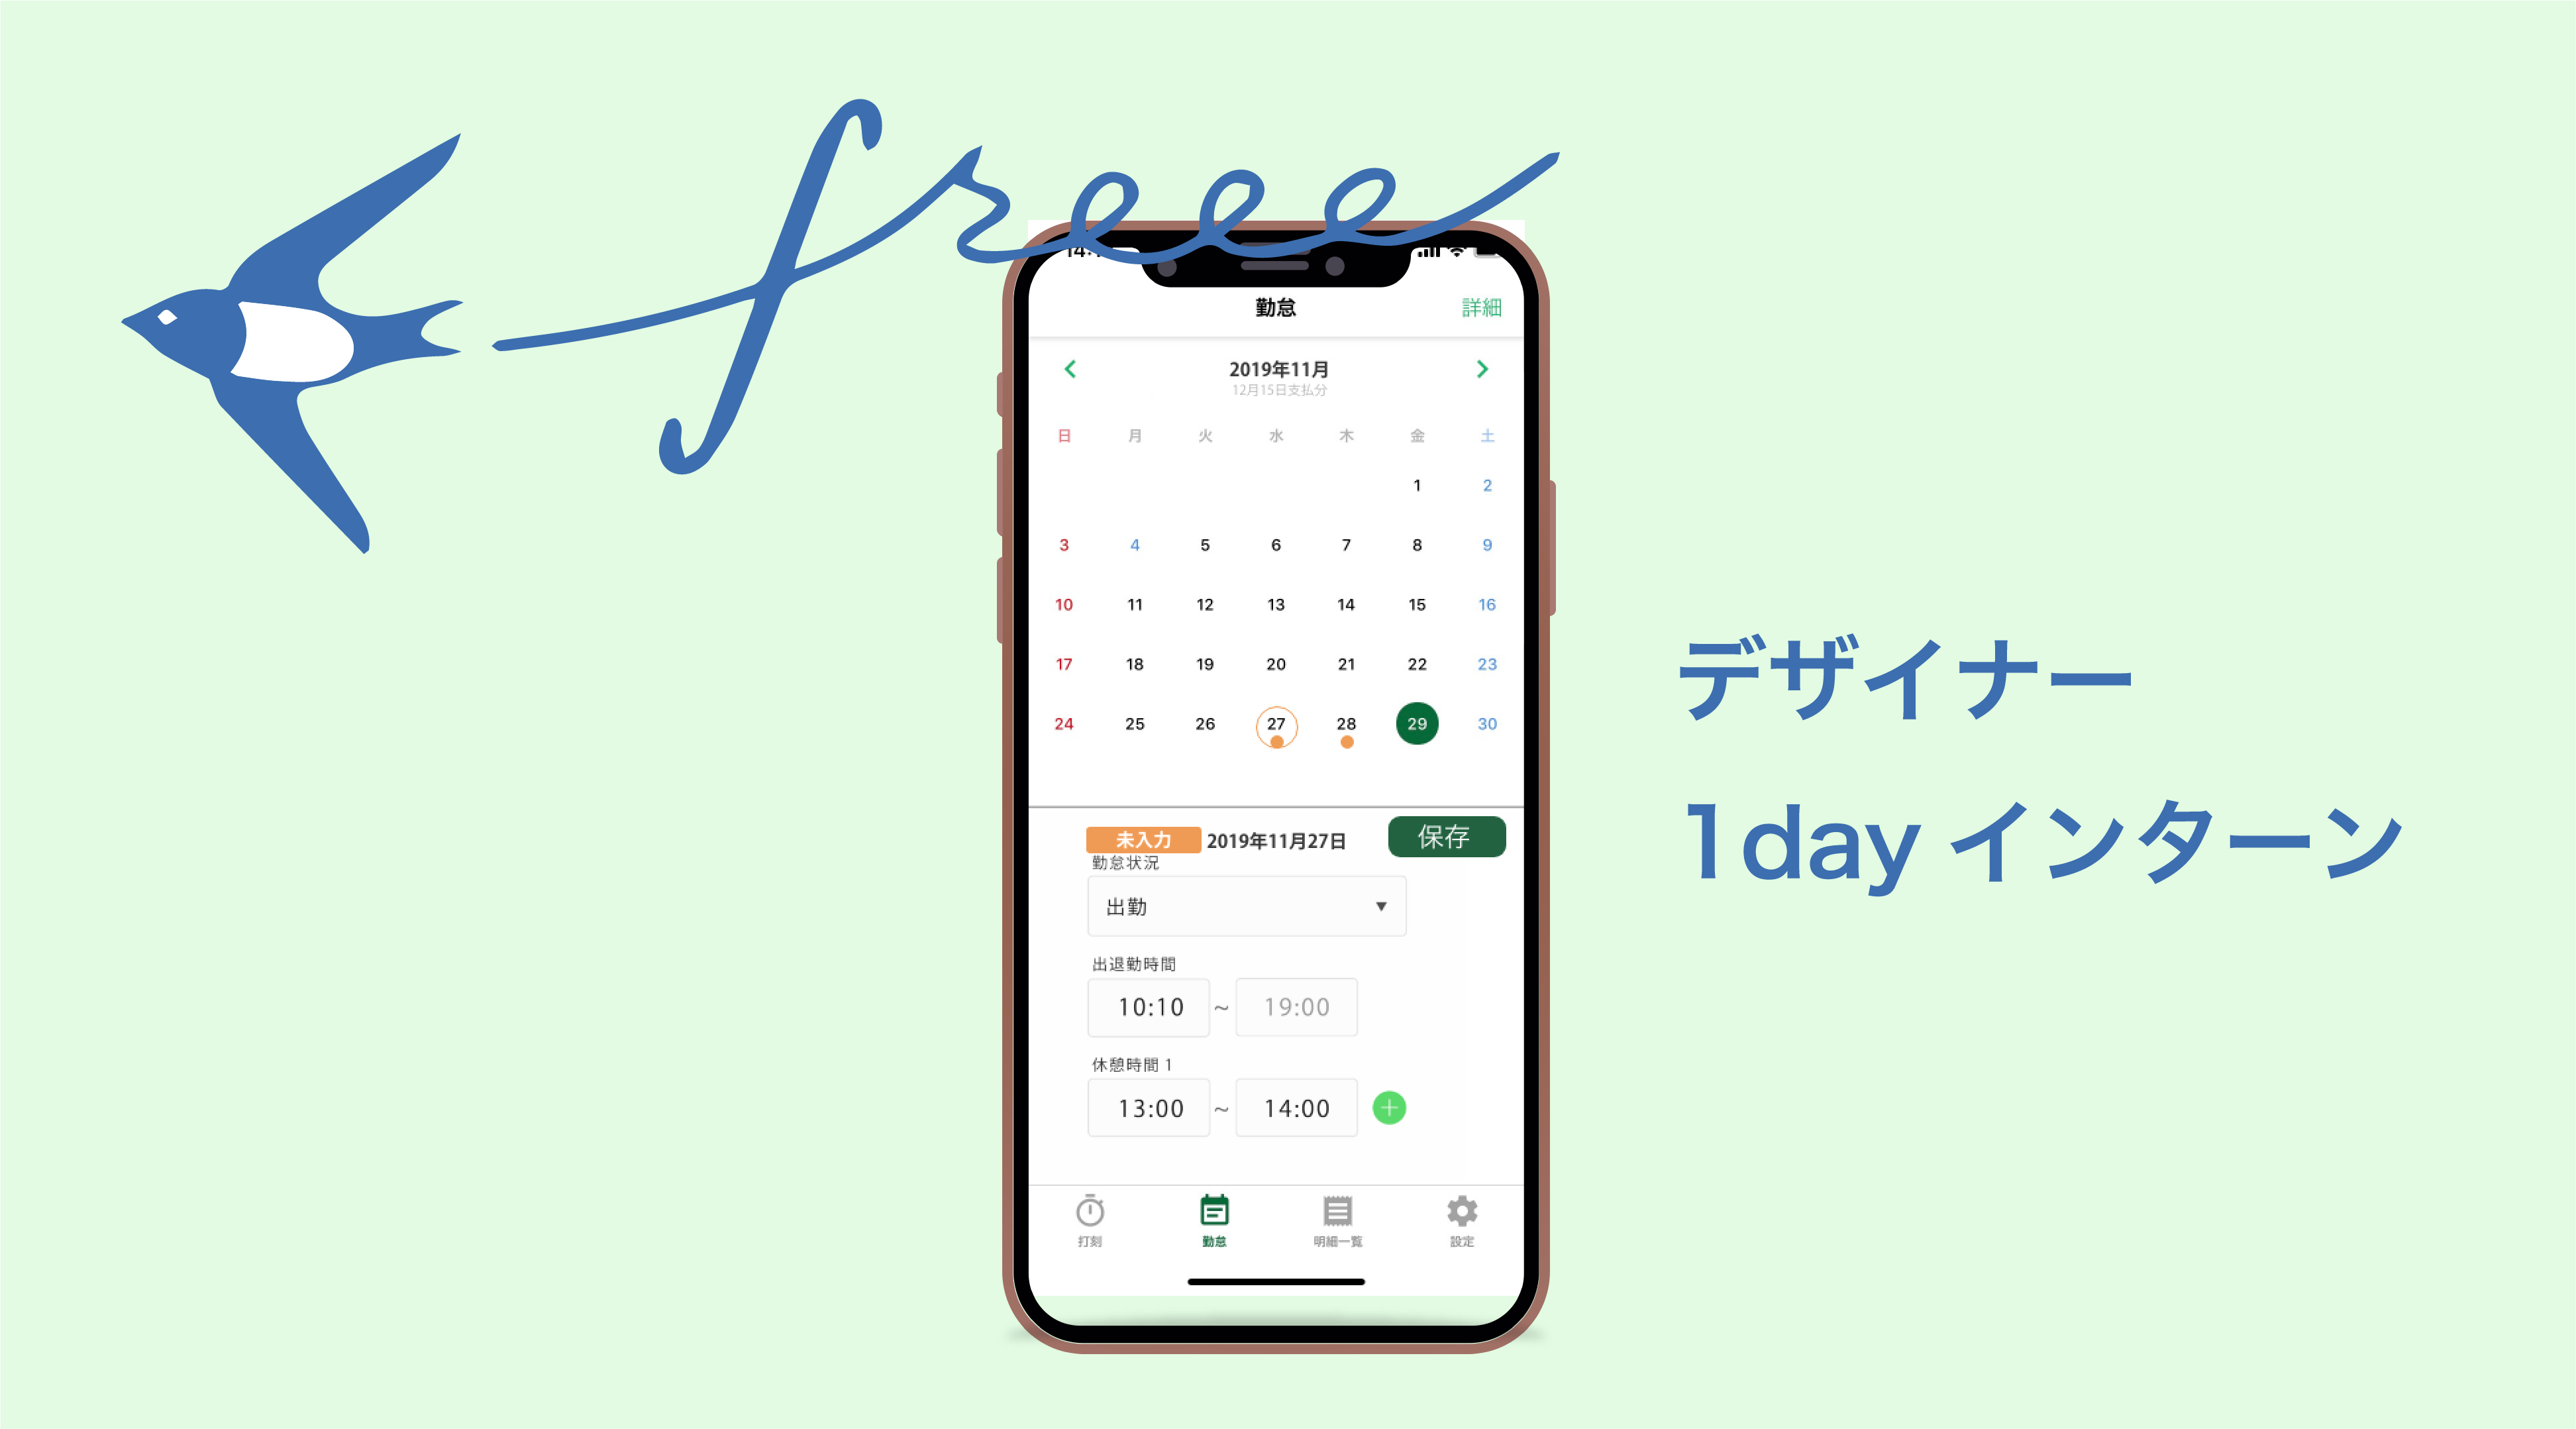 freee
勤怠
詳細
2019年11月
12月15日支払分
日 月 火 水 木 金 土
1 2
3 4 5 6 7 8 9
10 11 12 13 14 15 16
17 18 19 20 21 22 23
24 25 26 27 28 29 30
未入力 2019年11月27日 保存
勤怠状況
出勤
出退勤時間
10:10 ~ 19:00
休憩時間 1
13:00 ~ 14:00
打刻 勤怠 明細一覧 設定
デザイナー
1day インターン